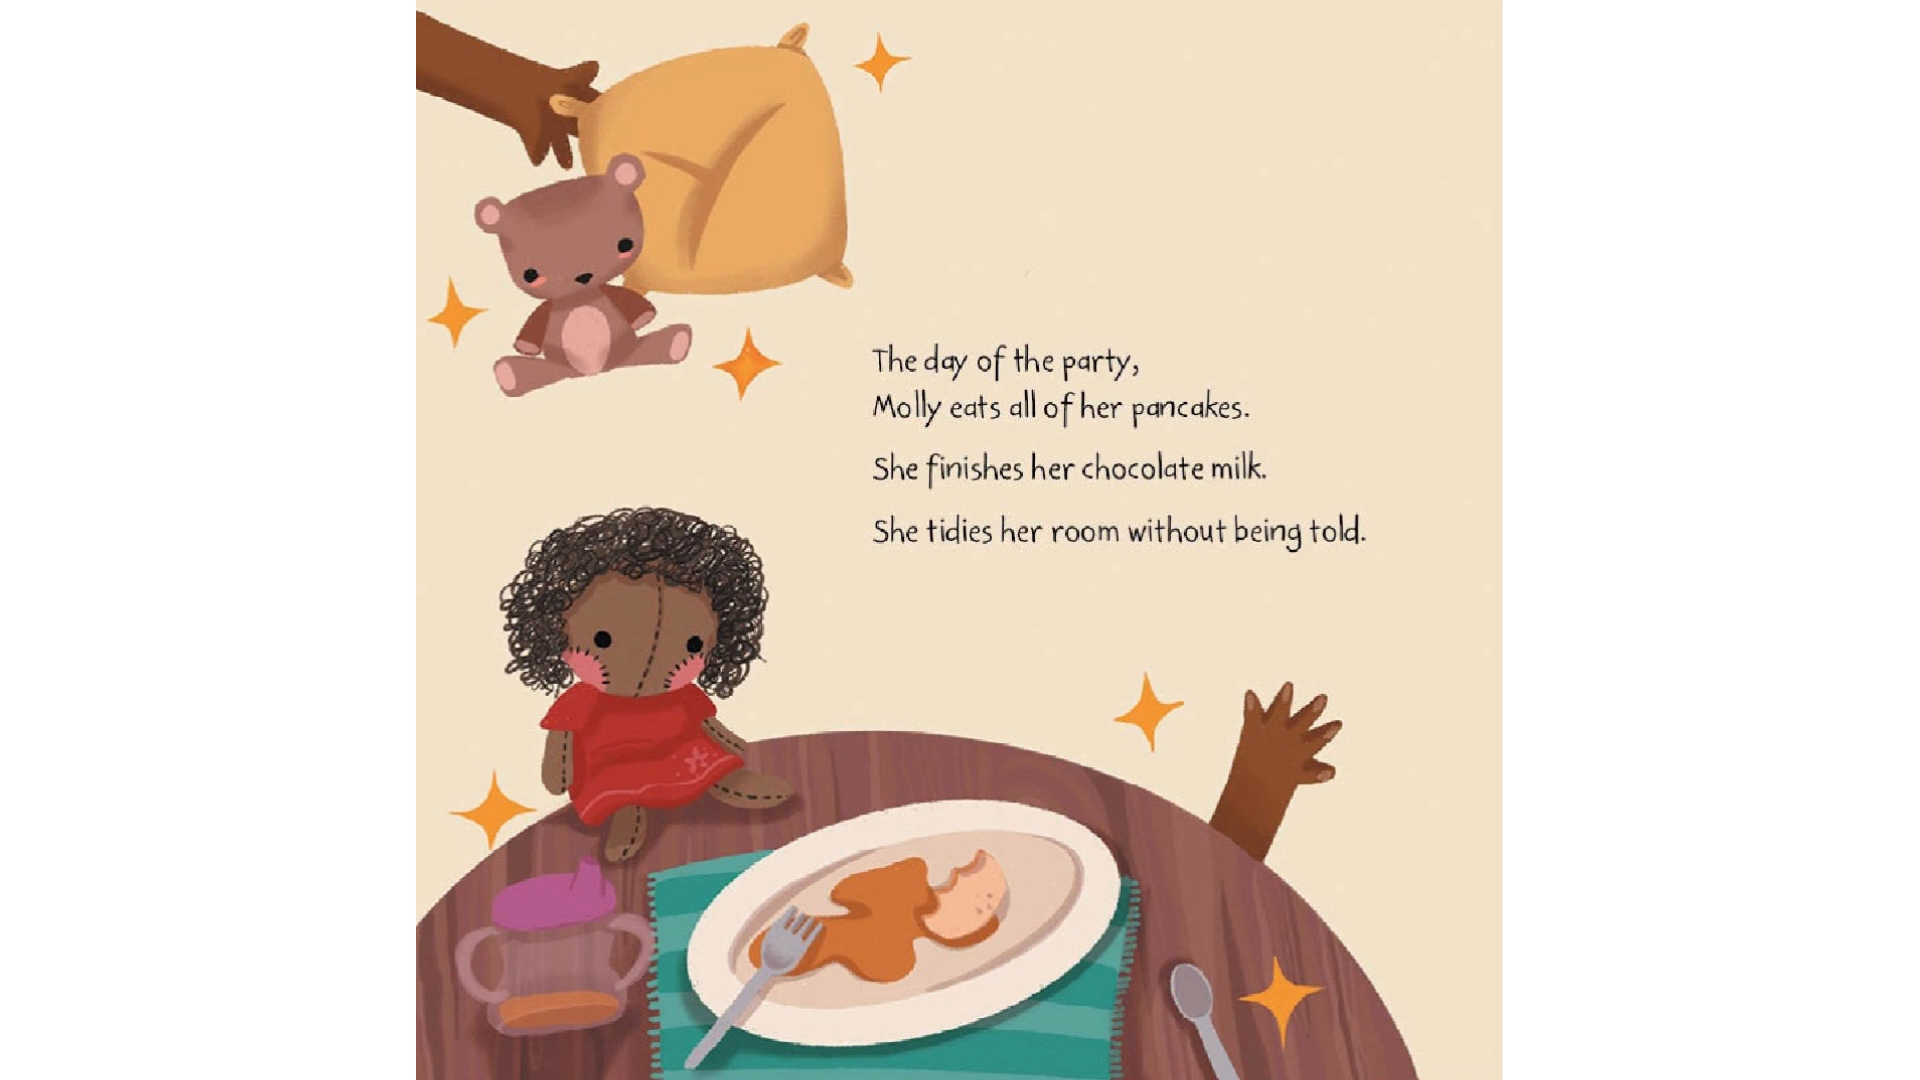 The day of the party,
Molly eats all of her pancakes.
She finishes her chocolate milk.
She tidies her room without being told.